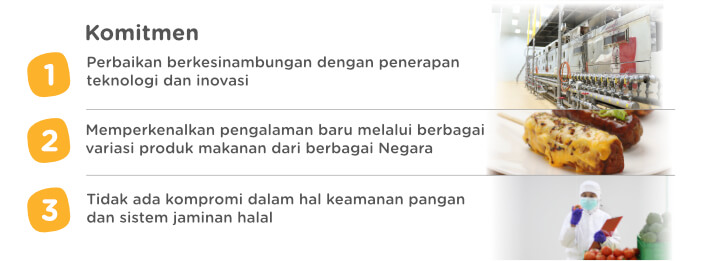 Komitmen
1
Perbaikan berkesinambungan dengan penerapan
teknologi dan inovasi
2
Memperkenalkan pengalaman baru melalui berbagai
variasi produk makanan dari berbagai Negara
3
Tidak ada kompromi dalam hal keamanan pangan
dan sistem jaminan halal